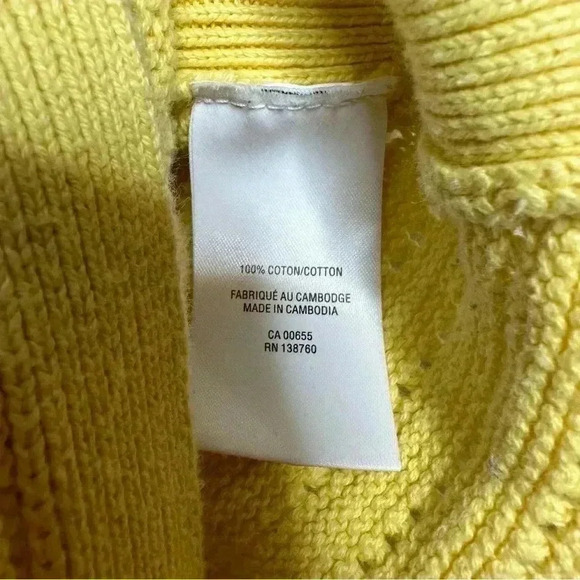 100% COTON/COTTON
FABRIQUÉ AU CAMBODGE
MADE IN CAMBODIA
CA 00655
RN 138760